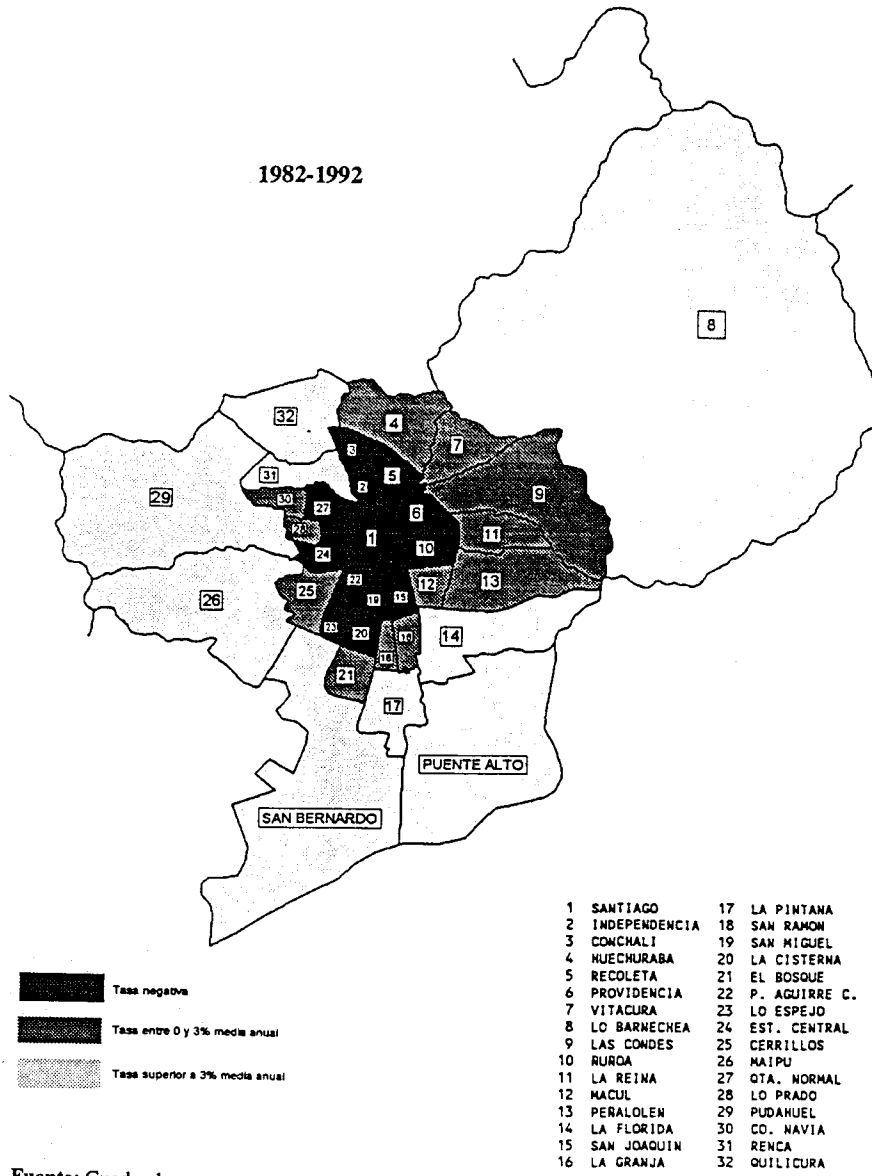 1982-1992
8
32
4
3
7
31
5
9
29
2
30
27
6
28
1
11
24
10
22
12
13
25
26
19
15
23
20
14
18
16
21
17
PUENTE ALTO
SAN BERNARDO
1 SANTIAGO 17 LA PINTANA
2 INDEPENDENCIA 18 SAN RAMON
3 CONCHALI 19 SAN MIGUEL
4 HUECHURABA 20 LA CISTERNA
5 RECOLETA 21 EL BOSQUE
6 PROVIDENCIA 22 P. AGUIRRE C.
7 VITACURA 23 LO ESPEJO
8 LO BARNECHEA 24 EST. CENTRAL
9 LAS CONDES 25 CERRILLOS
10 ÑUÑOA 26 MAIPU
11 LA REINA 27 QTA. NORMAL
12 MACUL 28 LO PRADO
13 PEÑALOLEN 29 PUDAHUEL
14 LA FLORIDA 30 CO. NAVIA
15 SAN JOAQUIN 31 RENCA
16 LA GRANJA 32 QUILICURA
Tasa negativa
Tasa entre 0 y 3% media anual
Tasa superior a 3% media anual